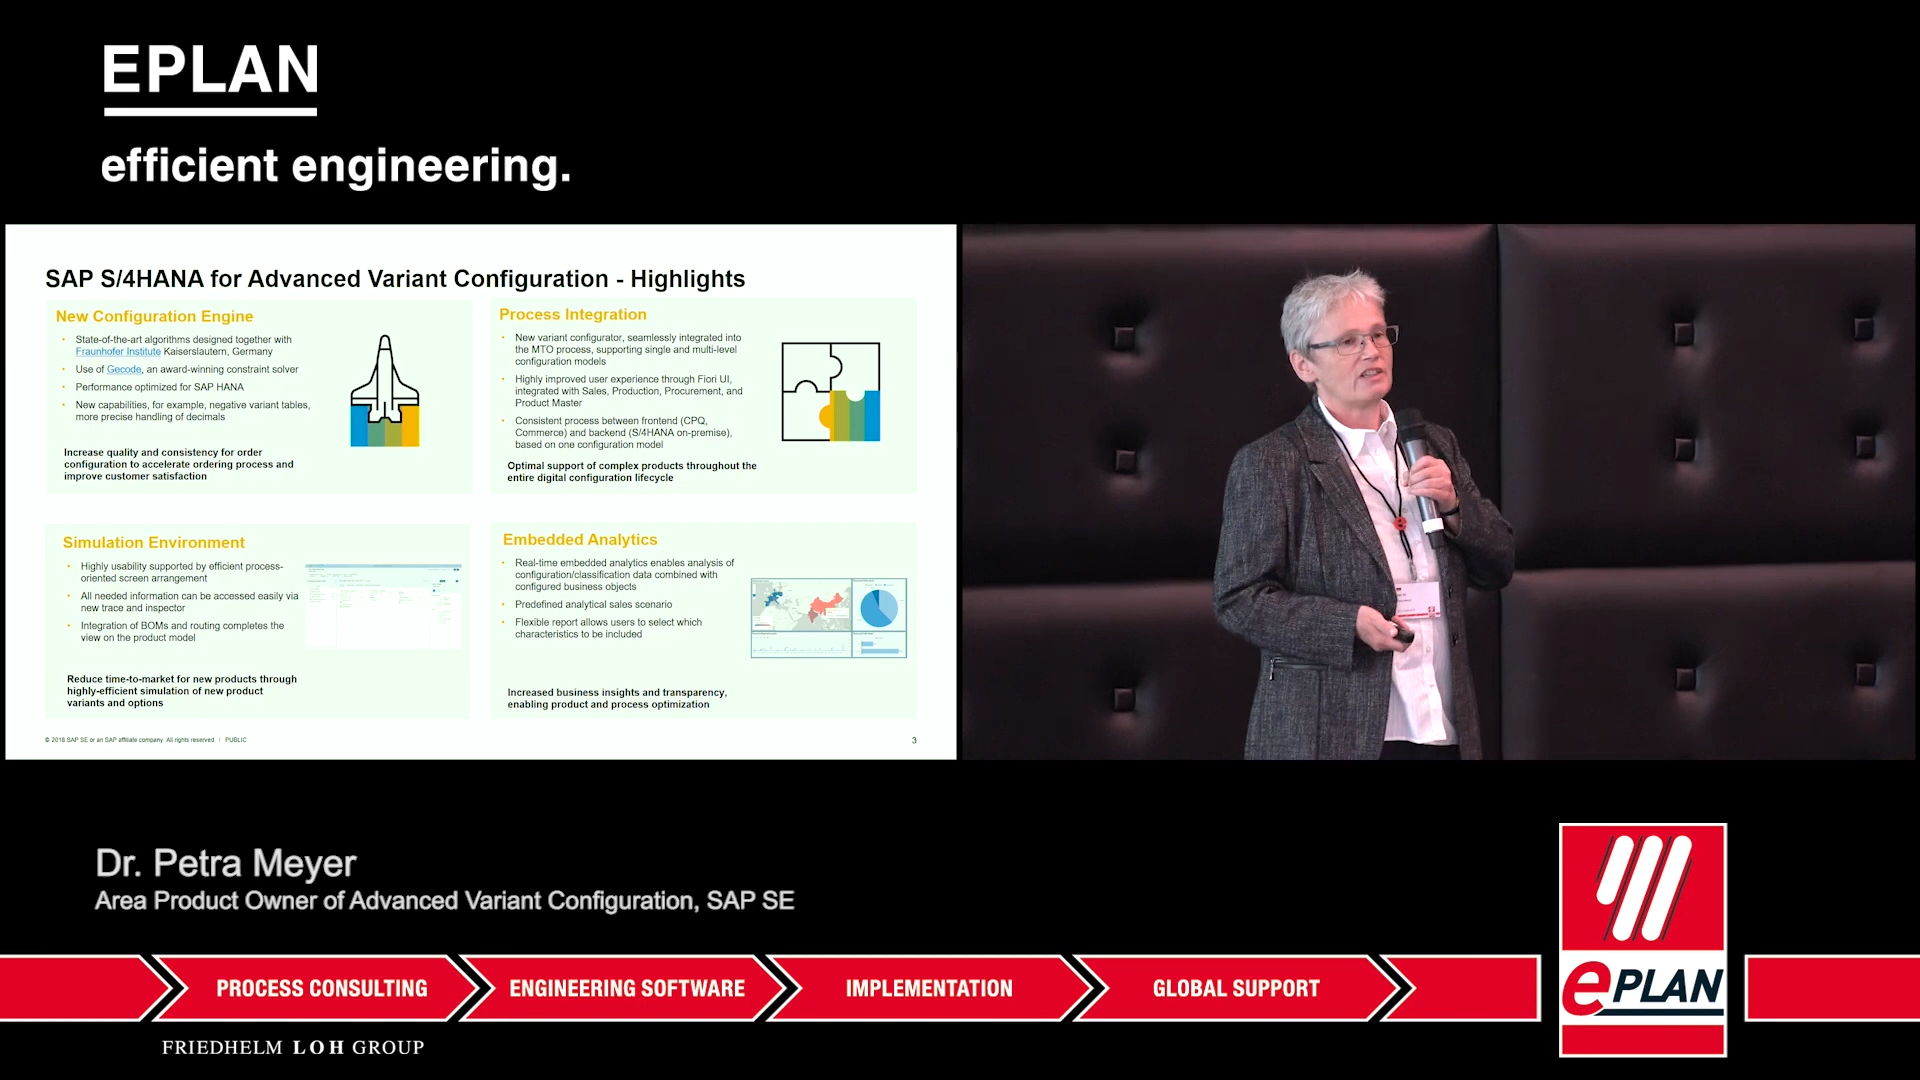 EPLAN
efficient engineering.
SAP S/4HANA for Advanced Variant Configuration - Highlights
New Configuration Engine
• State-of-the-art algorithms designed together with
Fraunhofer Institute Kaiserslautern, Germany
• Use of Gecode, an award-winning constraint solver
• Performance optimized for SAP HANA
• New capabilities, for example, negative variant tables,
more precise handling of decimals
Increase quality and consistency for order
configuration to accelerate ordering process and
improve customer satisfaction
Process Integration
• New variant configurator, seamlessly integrated into
the MTO process, supporting single and multi-level
configuration models
• Highly improved user experience through Fiori UI,
integrated with Sales, Production, Procurement, and
Product Master
• Consistent process between frontend (CPQ,
Commerce) and backend (S/4HANA on-premise),
based on one configuration model
Optimal support of complex products throughout the
entire digital configuration lifecycle
Simulation Environment
• Highly usability supported by efficient process-
oriented screen arrangement
• All needed information can be accessed easily via
new trace and inspector
• Integration of BOMs and routing completes the
view on the product model
Reduce time-to-market for new products through
highly-efficient simulation of new product
variants and options
Embedded Analytics
• Real-time embedded analytics enables analysis of
configuration/classification data combined with
configured business objects
• Predefined analytical sales scenario
• Flexible report allows users to select which
characteristics to be included
Increased business insights and transparency,
enabling product and process optimization
© 2018 SAP SE or an SAP affiliate company. All rights reserved. | PUBLIC
3
Dr. Petra Meyer
Area Product Owner of Advanced Variant Configuration, SAP SE
PROCESS CONSULTING
ENGINEERING SOFTWARE
IMPLEMENTATION
GLOBAL SUPPORT
ePLAN
FRIEDHELM LOH GROUP